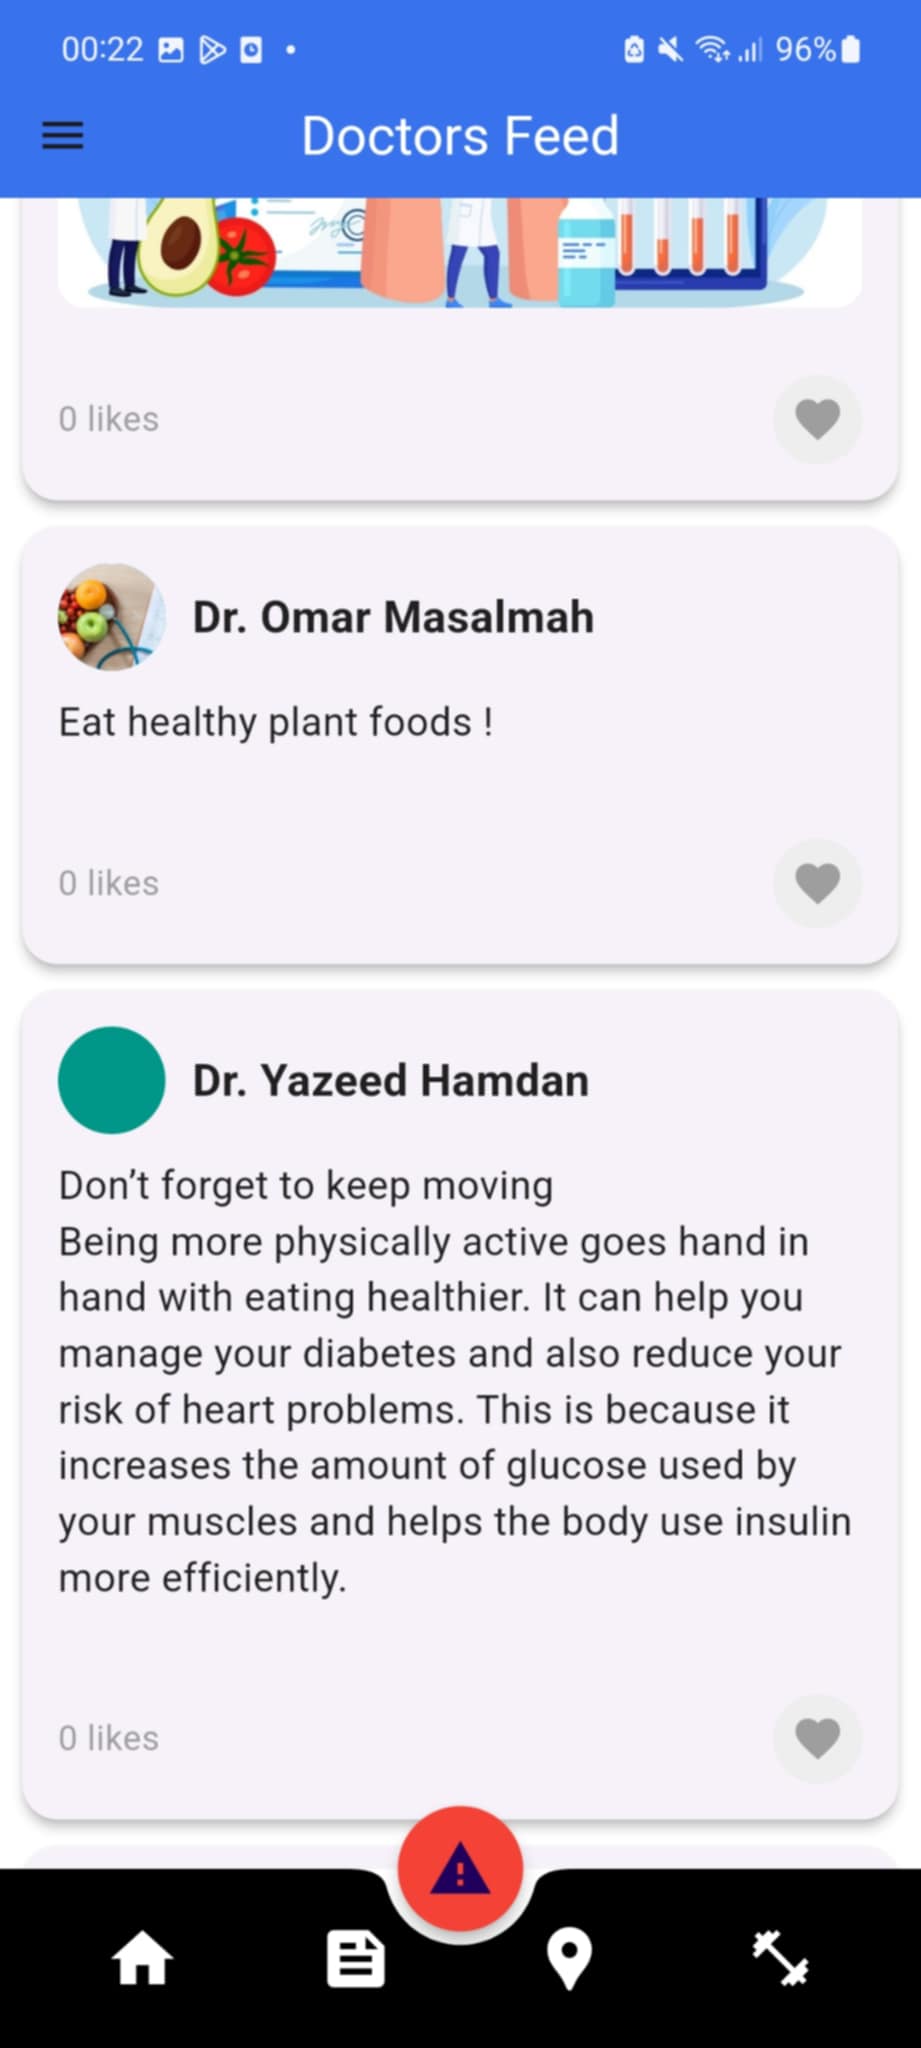 00:22
96%
Doctors Feed
0 likes
Dr. Omar Masalmah
Eat healthy plant foods !
0 likes
Dr. Yazeed Hamdan
Don’t forget to keep moving
Being more physically active goes hand in
hand with eating healthier. It can help you
manage your diabetes and also reduce your
risk of heart problems. This is because it
increases the amount of glucose used by
your muscles and helps the body use insulin
more efficiently.
0 likes